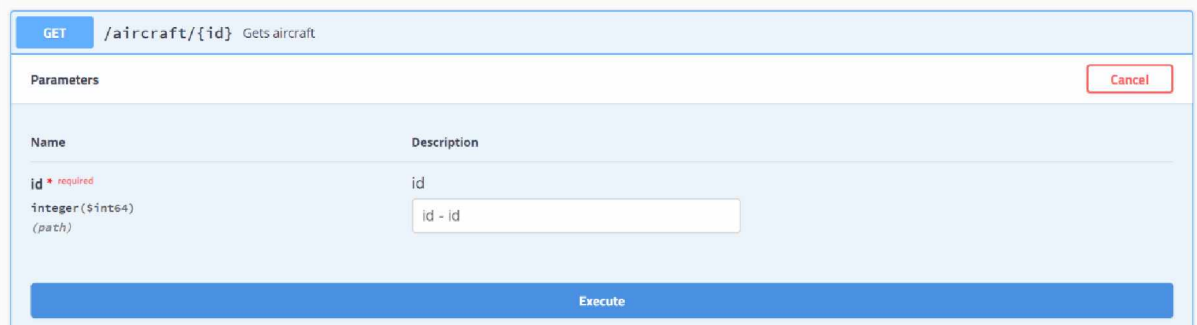 GET /aircraft/{id} Gets aircraft
Parameters
Cancel
Name Description
id * required
id
integer($int64)
id - id
(path)
Execute